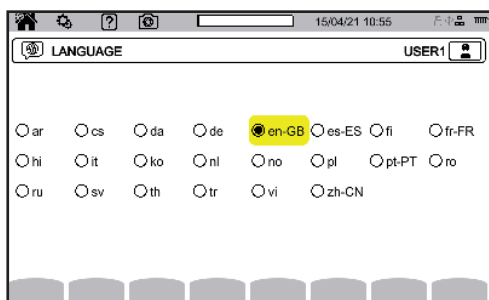 15/04/21 10:55
LANGUAGE USER1
ar cs da de en-GB es-ES fi fr-FR
hi it ko nl no pl pt-PT ro
ru sv th tr vi zh-CN